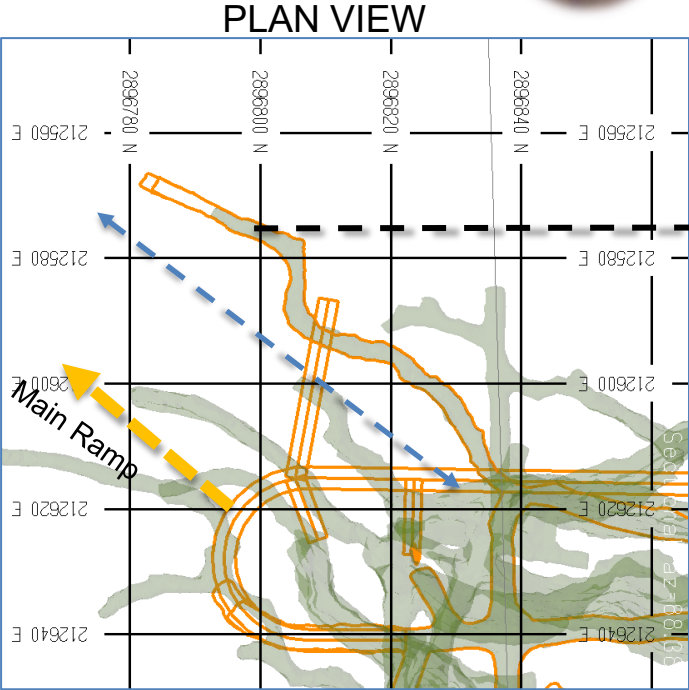 PLAN VIEW
2896780 N
2896800 N
2896820 N
2896840 N
212560 E
212560 E
212580 E
212580 E
212600 E
212600 E
Main Ramp
212620 E
212620 E
212640 E
212640 E